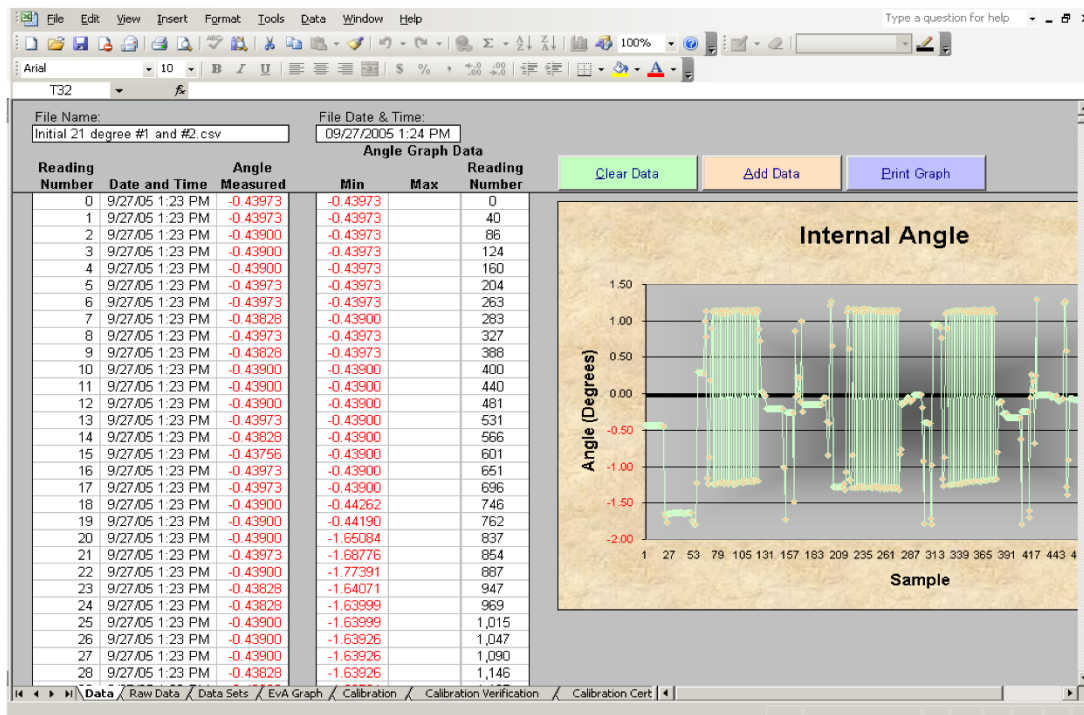 File Edit View Insert Format Tools Data Window Help Type a question for help
100%
Arial 10 B I U $ % ,
T32 fx
File Name: File Date & Time:
Initial 21 degree #1 and #2.csv 09/27/2005 1:24 PM
Angle Graph Data
Reading Angle Reading
Number Date and Time Measured Min Max Number
Clear Data Add Data Print Graph
0 9/27/05 1:23 PM -0.43973 -0.43973 0
1 9/27/05 1:23 PM -0.43973 -0.43973 40
2 9/27/05 1:23 PM -0.43900 -0.43973 86
3 9/27/05 1:23 PM -0.43900 -0.43973 124
4 9/27/05 1:23 PM -0.43900 -0.43973 160
5 9/27/05 1:23 PM -0.43973 -0.43973 204
6 9/27/05 1:23 PM -0.43973 -0.43973 263
7 9/27/05 1:23 PM -0.43828 -0.43900 283
8 9/27/05 1:23 PM -0.43973 -0.43973 327
9 9/27/05 1:23 PM -0.43828 -0.43973 388
10 9/27/05 1:23 PM -0.43900 -0.43900 400
11 9/27/05 1:23 PM -0.43900 -0.43900 440
12 9/27/05 1:23 PM -0.43900 -0.43900 481
13 9/27/05 1:23 PM -0.43973 -0.43900 531
14 9/27/05 1:23 PM -0.43828 -0.43900 566
15 9/27/05 1:23 PM -0.43756 -0.43900 601
16 9/27/05 1:23 PM -0.43973 -0.43900 651
17 9/27/05 1:23 PM -0.43973 -0.43900 696
18 9/27/05 1:23 PM -0.43900 -0.44262 746
19 9/27/05 1:23 PM -0.43900 -0.44190 762
20 9/27/05 1:23 PM -0.43900 -1.65084 837
21 9/27/05 1:23 PM -0.43973 -1.68776 854
22 9/27/05 1:23 PM -0.43900 -1.77391 887
23 9/27/05 1:23 PM -0.43828 -1.64071 947
24 9/27/05 1:23 PM -0.43828 -1.63999 969
25 9/27/05 1:23 PM -0.43900 -1.63999 1,015
26 9/27/05 1:23 PM -0.43900 -1.63926 1,047
27 9/27/05 1:23 PM -0.43900 -1.63926 1,090
28 9/27/05 1:23 PM -0.43828 -1.63926 1,146
Internal Angle
Angle (Degrees)
1.50
1.00
0.50
0.00
-0.50
-1.00
-1.50
-2.00
1 27 53 79 105 131 157 183 209 235 261 287 313 339 365 391 417 443 4
Sample
Data Raw Data Data Sets EvA Graph Calibration Calibration Verification Calibration Cert